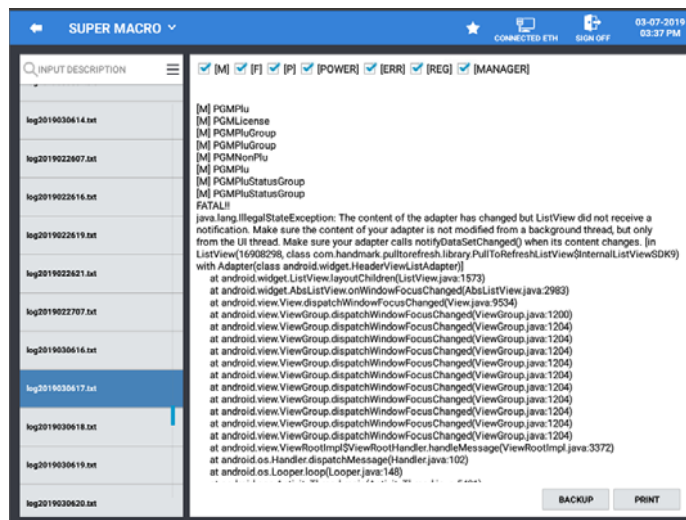 SUPER MACRO
CONNECTED ETH
SIGN OFF
03-07-2019
03:37 PM
INPUT DESCRIPTION
log2019030614.txt
log2019022607.txt
log2019022616.txt
log2019022619.txt
log2019022621.txt
log2019022707.txt
log2019030616.txt
log2019030617.txt
log2019030618.txt
log2019030619.txt
log2019030620.txt
[M] [F] [P] [POWER] [ERR] [REG] [MANAGER]
[M] PGMPlu
[M] PGMLicense
[M] PGMPluGroup
[M] PGMPluGroup
[M] PGMNonPlu
[M] PGMPlu
[M] PGMPluStatusGroup
[M] PGMPluStatusGroup
FATAL!!
java.lang.IllegalStateException: The content of the adapter has changed but ListView did not receive a
notification. Make sure the content of your adapter is not modified from a background thread, but only
from the UI thread. Make sure your adapter calls notifyDataSetChanged() when its content changes. [in
ListView(16908298, class com.handmark.pulltorefresh.library.PullToRefreshListView$InternalListViewSDK9)
with Adapter(class android.widget.HeaderViewListAdapter)]
at android.widget.ListView.layoutChildren(ListView.java:1573)
at android.widget.AbsListView.onWindowFocusChanged(AbsListView.java:2983)
at android.view.View.dispatchWindowFocusChanged(View.java:9534)
at android.view.ViewGroup.dispatchWindowFocusChanged(ViewGroup.java:1200)
at android.view.ViewGroup.dispatchWindowFocusChanged(ViewGroup.java:1204)
at android.view.ViewGroup.dispatchWindowFocusChanged(ViewGroup.java:1204)
at android.view.ViewGroup.dispatchWindowFocusChanged(ViewGroup.java:1204)
at android.view.ViewGroup.dispatchWindowFocusChanged(ViewGroup.java:1204)
at android.view.ViewGroup.dispatchWindowFocusChanged(ViewGroup.java:1204)
at android.view.ViewGroup.dispatchWindowFocusChanged(ViewGroup.java:1204)
at android.view.ViewGroup.dispatchWindowFocusChanged(ViewGroup.java:1204)
at android.view.ViewGroup.dispatchWindowFocusChanged(ViewGroup.java:1204)
at android.view.ViewGroup.dispatchWindowFocusChanged(ViewGroup.java:1204)
at android.view.ViewGroup.dispatchWindowFocusChanged(ViewGroup.java:1204)
at android.view.ViewRootImpl$ViewRootHandler.handleMessage(ViewRootImpl.java:3372)
at android.os.Handler.dispatchMessage(Handler.java:102)
at android.os.Looper.loop(Looper.java:148)
BACKUP
PRINT